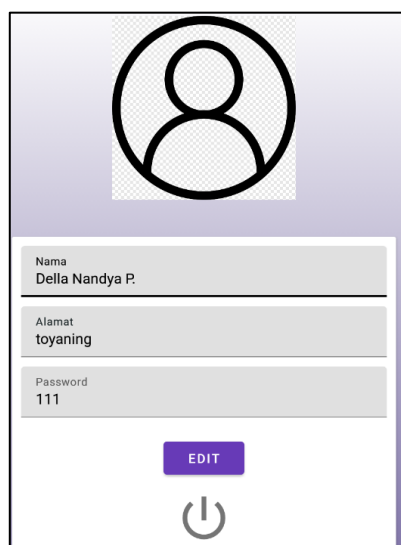 Nama
Della Nandya P.
Alamat
toyaning
Password
111
EDIT